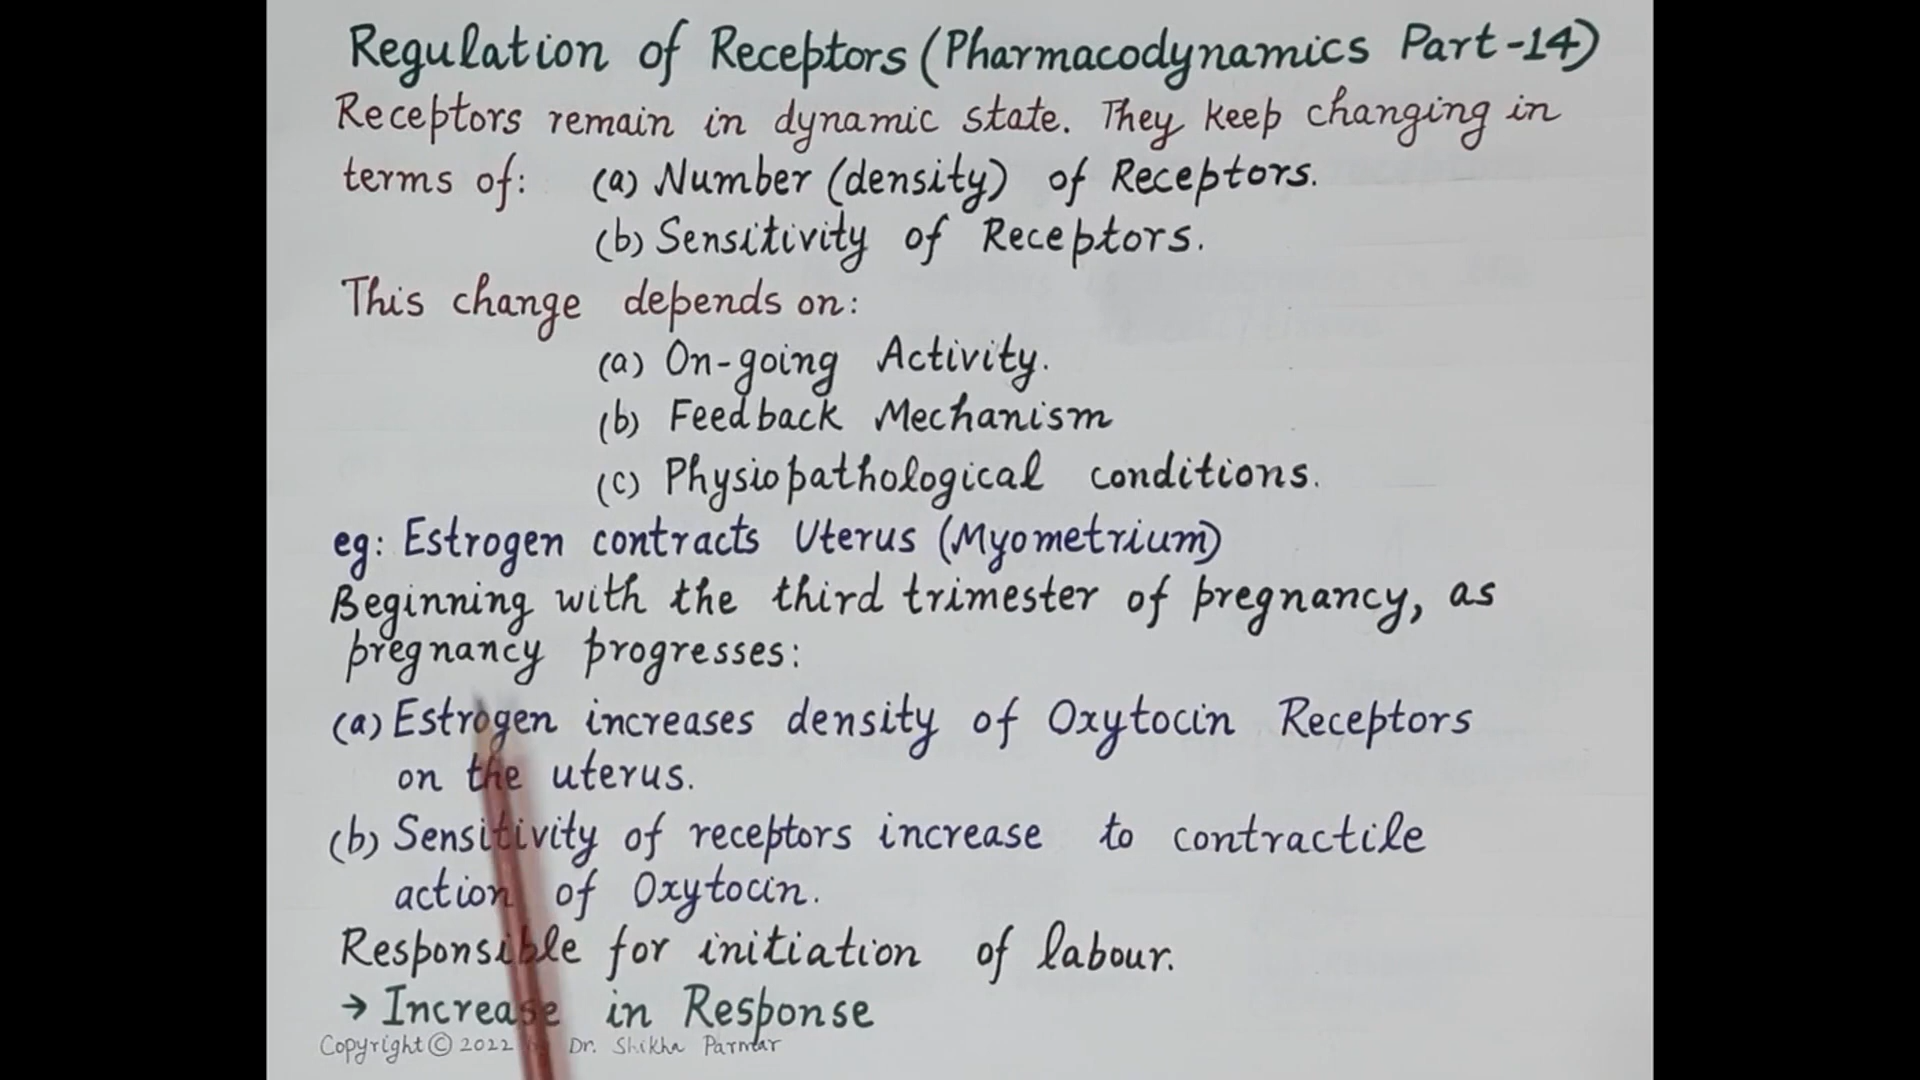 Regulation of Receptors (Pharmacodynamics Part-14)
Receptors remain in dynamic state. They keep changing in
terms of: (a) Number (density) of Receptors.
(b) Sensitivity of Receptors.
This change depends on:
(a) On-going Activity.
(b) Feedback Mechanism
(c) Physiopathological conditions.
eg: Estrogen contracts Uterus (Myometrium)
Beginning with the third trimester of pregnancy, as
pregnancy progresses:
(a) Estrogen increases density of Oxytocin Receptors
on the uterus.
(b) Sensitivity of receptors increase to contractile
action of Oxytocin.
Responsible for initiation of labour.
→ Increase in Response
Copyright © 2022 Dr. Shikha Parmar